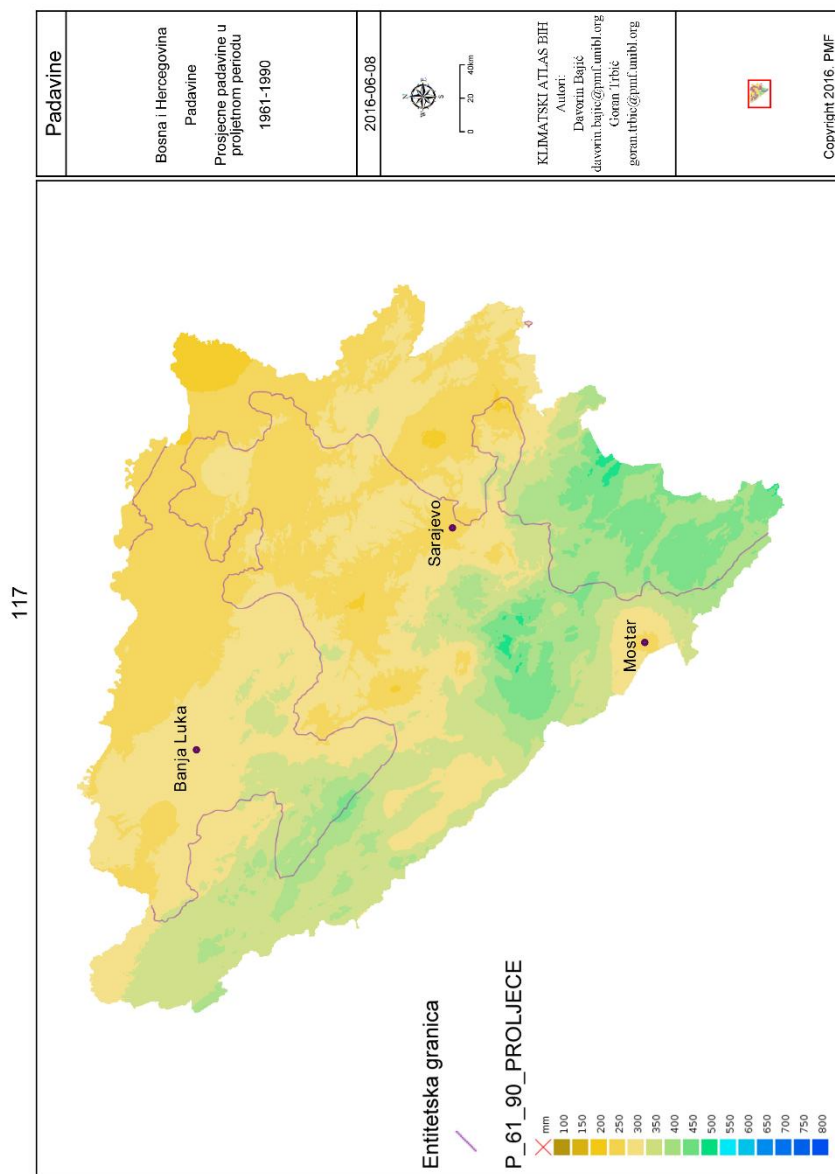 117
Padavine
Bosna i Hercegovina
Padavine
Prosjecne padavine u
proljetnom periodu
1961-1990
2016-06-08
N
W
E
S
0 20 40km
KLIMATSKI ATLAS BIH
Autori:
Davorin Bajić
davorin.bajic@pmf.unibl.org
Goran Trbić
goran.trbic@pmf.unibl.org
Copyright 2016. PMF
Banja Luka
Sarajevo
Mostar
Entitetska granica
P_61_90_PROLJECE
mm
100
150
200
250
300
350
400
450
500
550
600
650
700
750
800